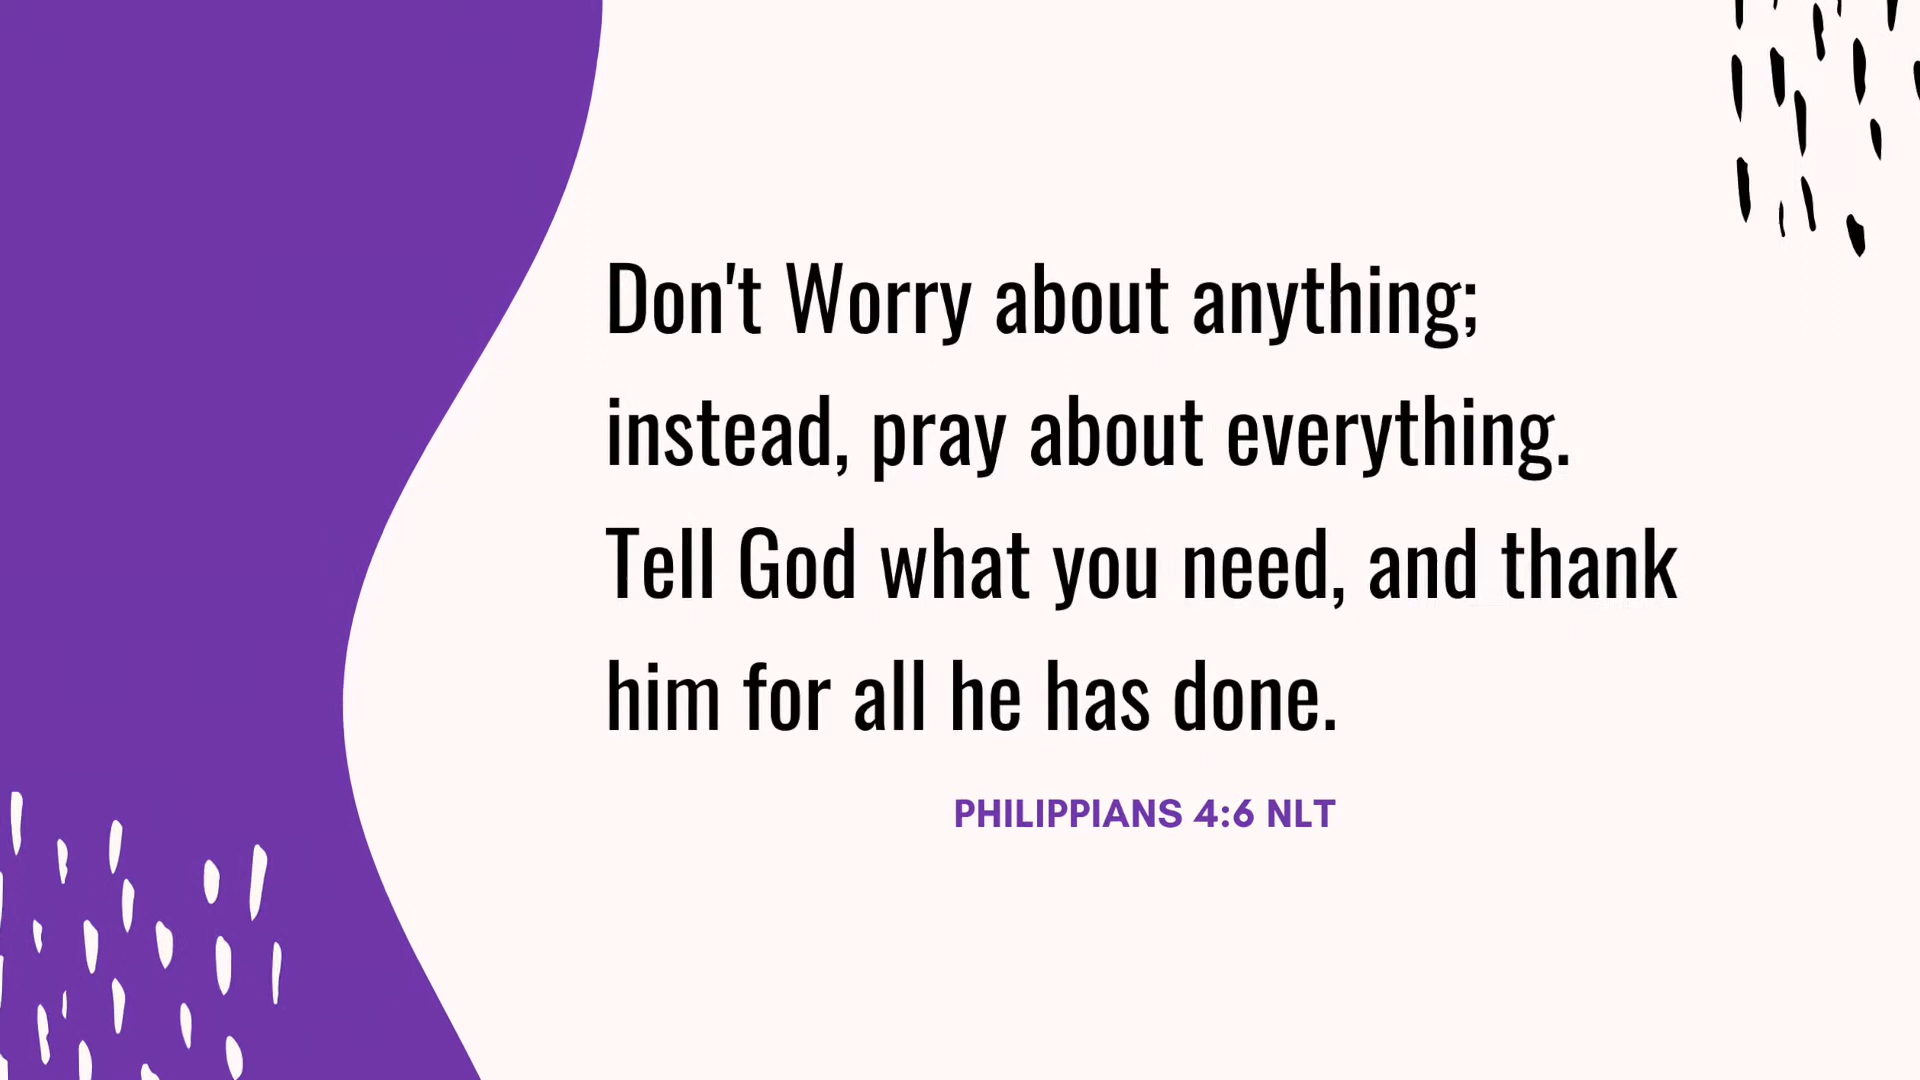 Don't Worry about anything;
instead, pray about everything.
Tell God what you need, and thank
him for all he has done.
PHILIPPIANS 4:6 NLT